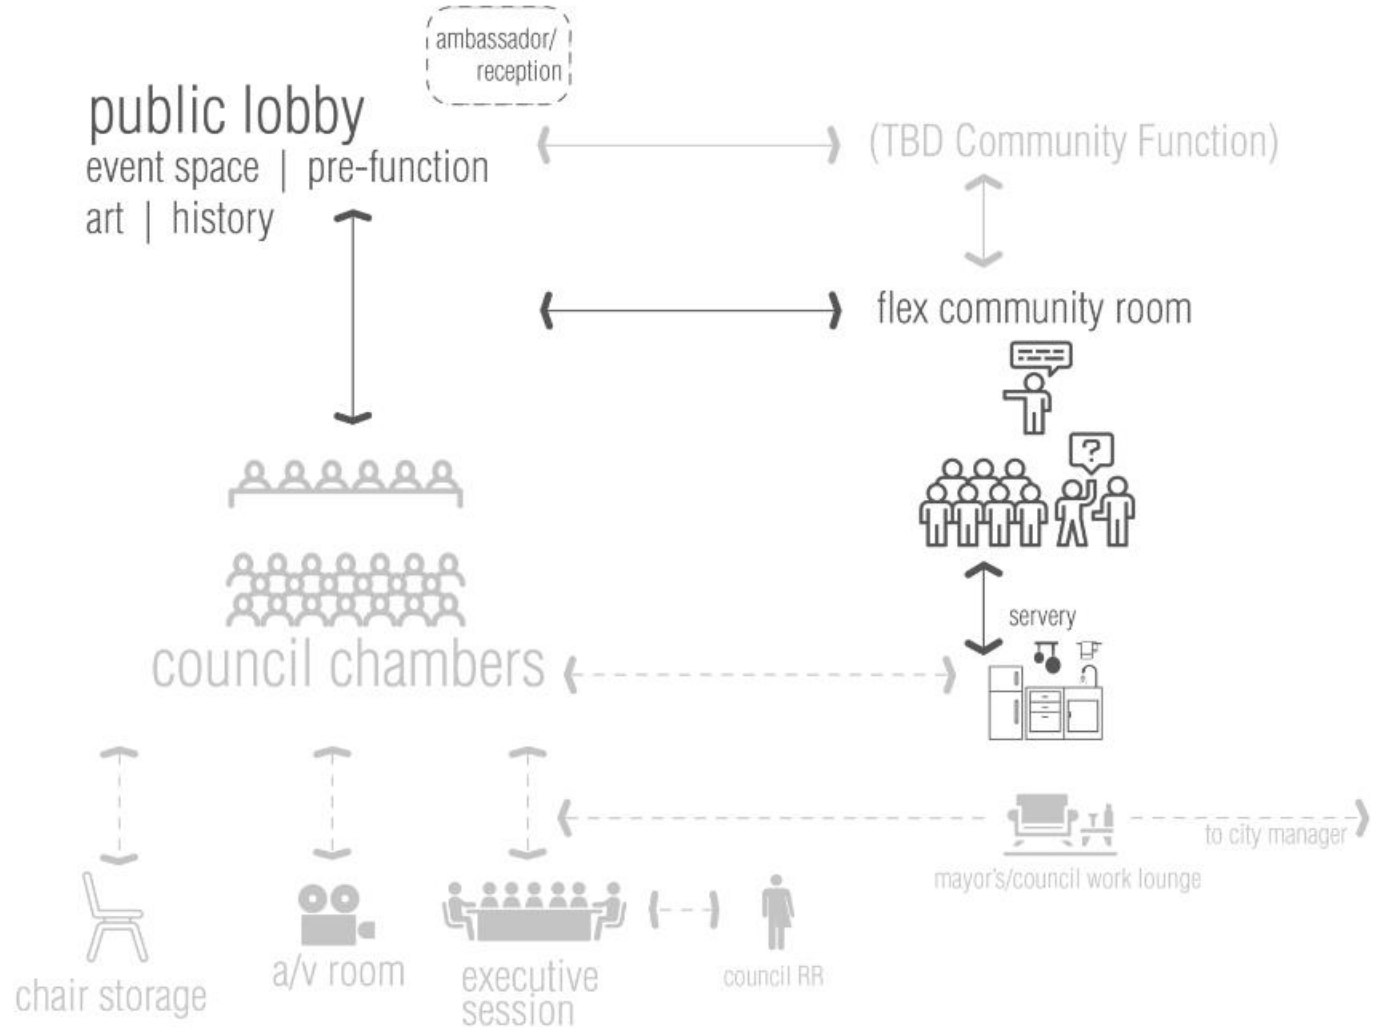 ambassador/
reception
public lobby
event space | pre-function
art | history
(TBD Community Function)
flex community room
?
servery
council chambers
to city manager
mayor's/council work lounge
chair storage
a/v room
executive
session
council RR